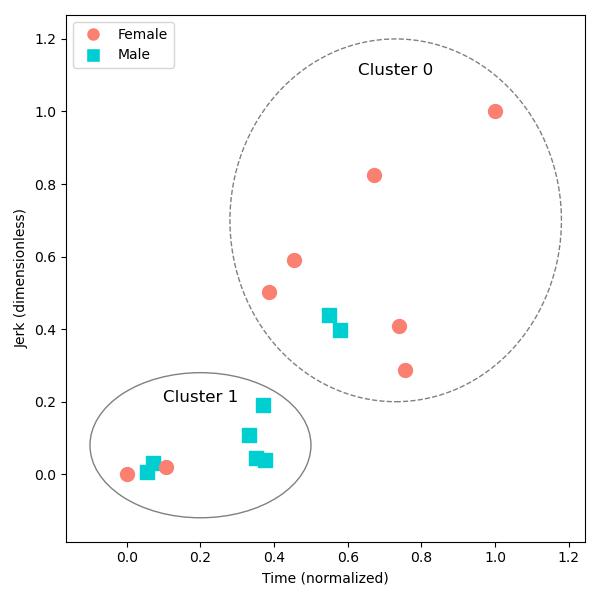 Female
Male
Cluster 0
Cluster 1
Jerk (dimensionless)
1.2
1.0
0.8
0.6
0.4
0.2
0.0
0.0 0.2 0.4 0.6 0.8 1.0 1.2
Time (normalized)